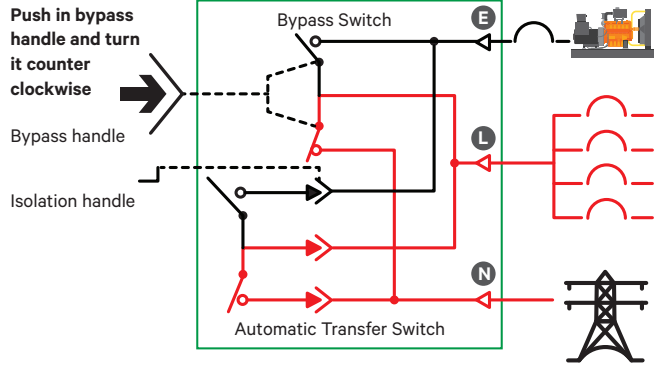 Push in bypass
handle and turn
it counter
clockwise
Bypass handle
Isolation handle
Bypass Switch
E
L
N
Automatic Transfer Switch